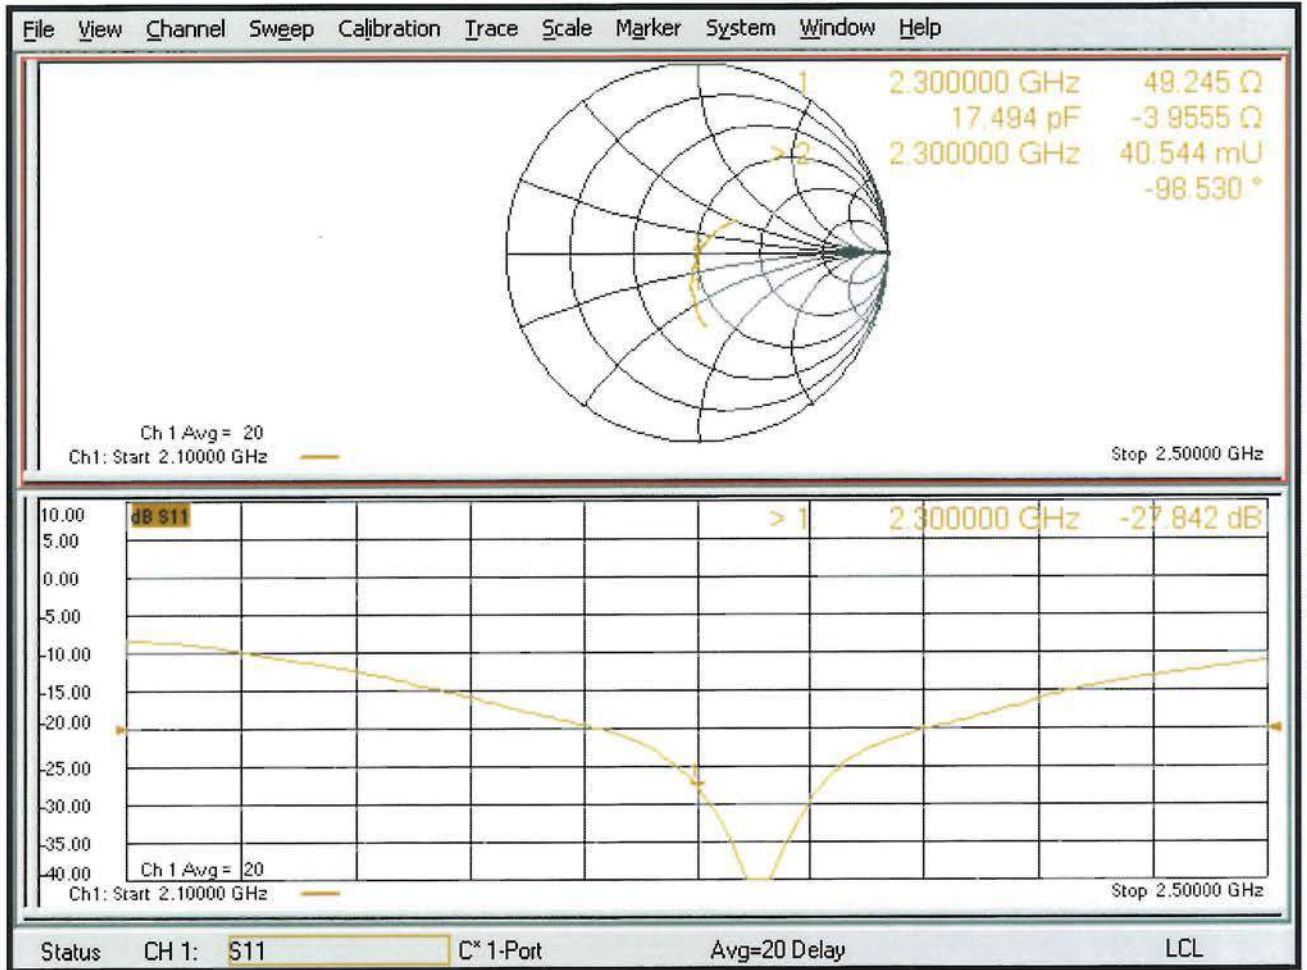 File View Channel Sweep Calibration Trace Scale Marker System Window Help
1 2.300000 GHz 49.245 Ω
17.494 pF -3.9555 Ω
> 2 2.300000 GHz 40.544 mU
-98.530 °
Ch 1 Avg = 20
Ch1: Start 2.10000 GHz Stop 2.50000 GHz
10.00 dB S11 > 1 2.300000 GHz -27.842 dB
5.00
0.00
-5.00
-10.00
-15.00
-20.00
-25.00
1
-30.00
-35.00
-40.00 Ch 1 Avg = 20
Ch1: Start 2.10000 GHz Stop 2.50000 GHz
Status CH 1: S11 C* 1-Port Avg=20 Delay LCL